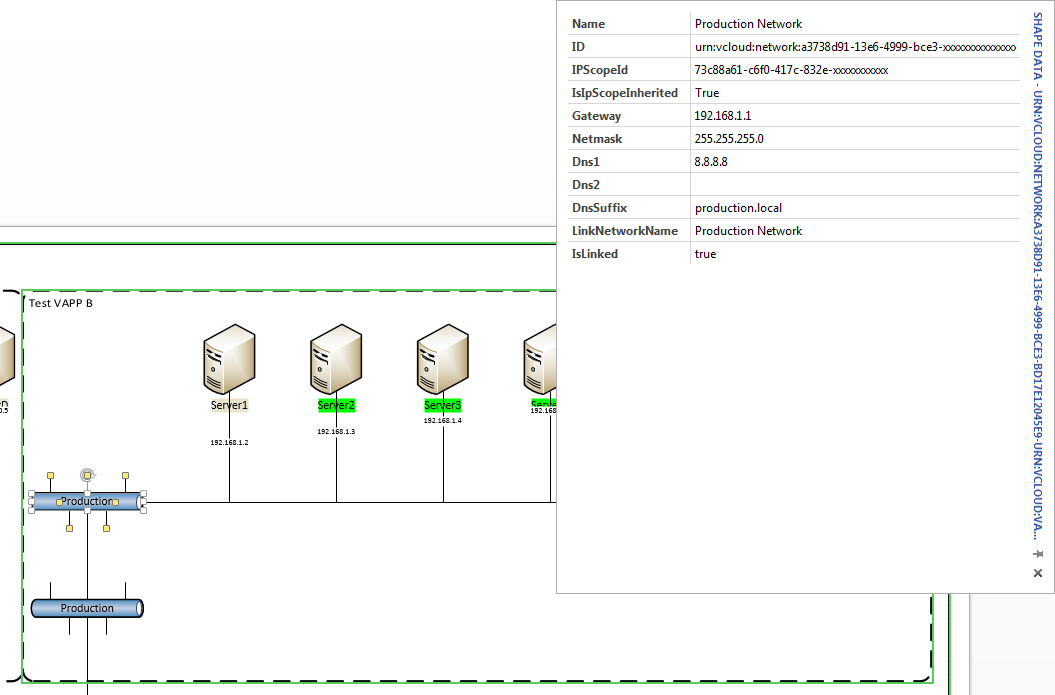 Name Production Network
ID urn:vcloud:network:a3738d91-13e6-4999-bce3-xxxxxxxxxxxxxx
IPScopeId 73c88a61-c6f0-417c-832e-xxxxxxxxxxx
IsIpScopeInherited True
Gateway 192.168.1.1
Netmask 255.255.255.0
Dns1 8.8.8.8
Dns2
DnsSuffix production.local
LinkNetworkName Production Network
IsLinked true
SHAPE DATA - URN:VCLOUD:NETWORK:A3738D91-13E6-4999-BCE3-BD17E12045E9-URN:VCLOUD:VA...
Test VAPP B
Server1
Server2
Server3
192.168.1.2
192.168.1.3
192.168.1.4
192.168
Production
Production